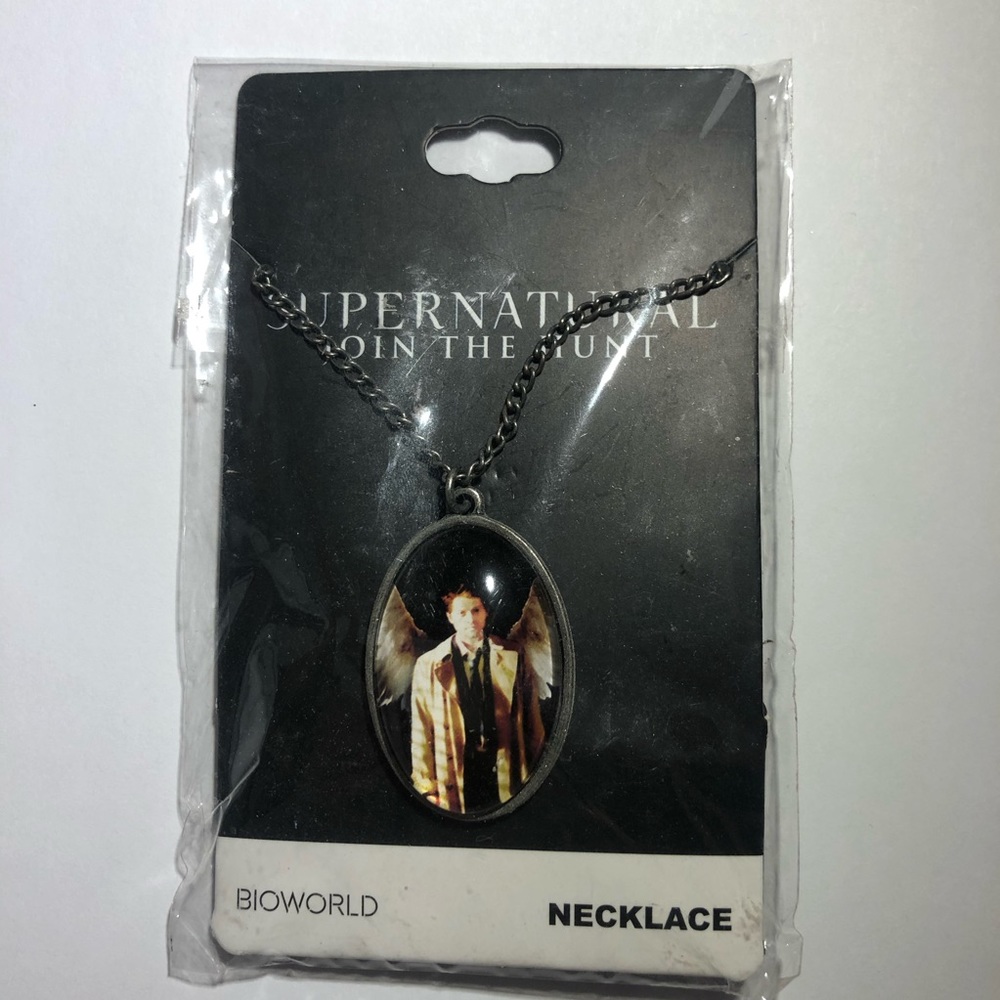 SUPERNATURAL
JOIN THE HUNT
BIOWORLD
NECKLACE